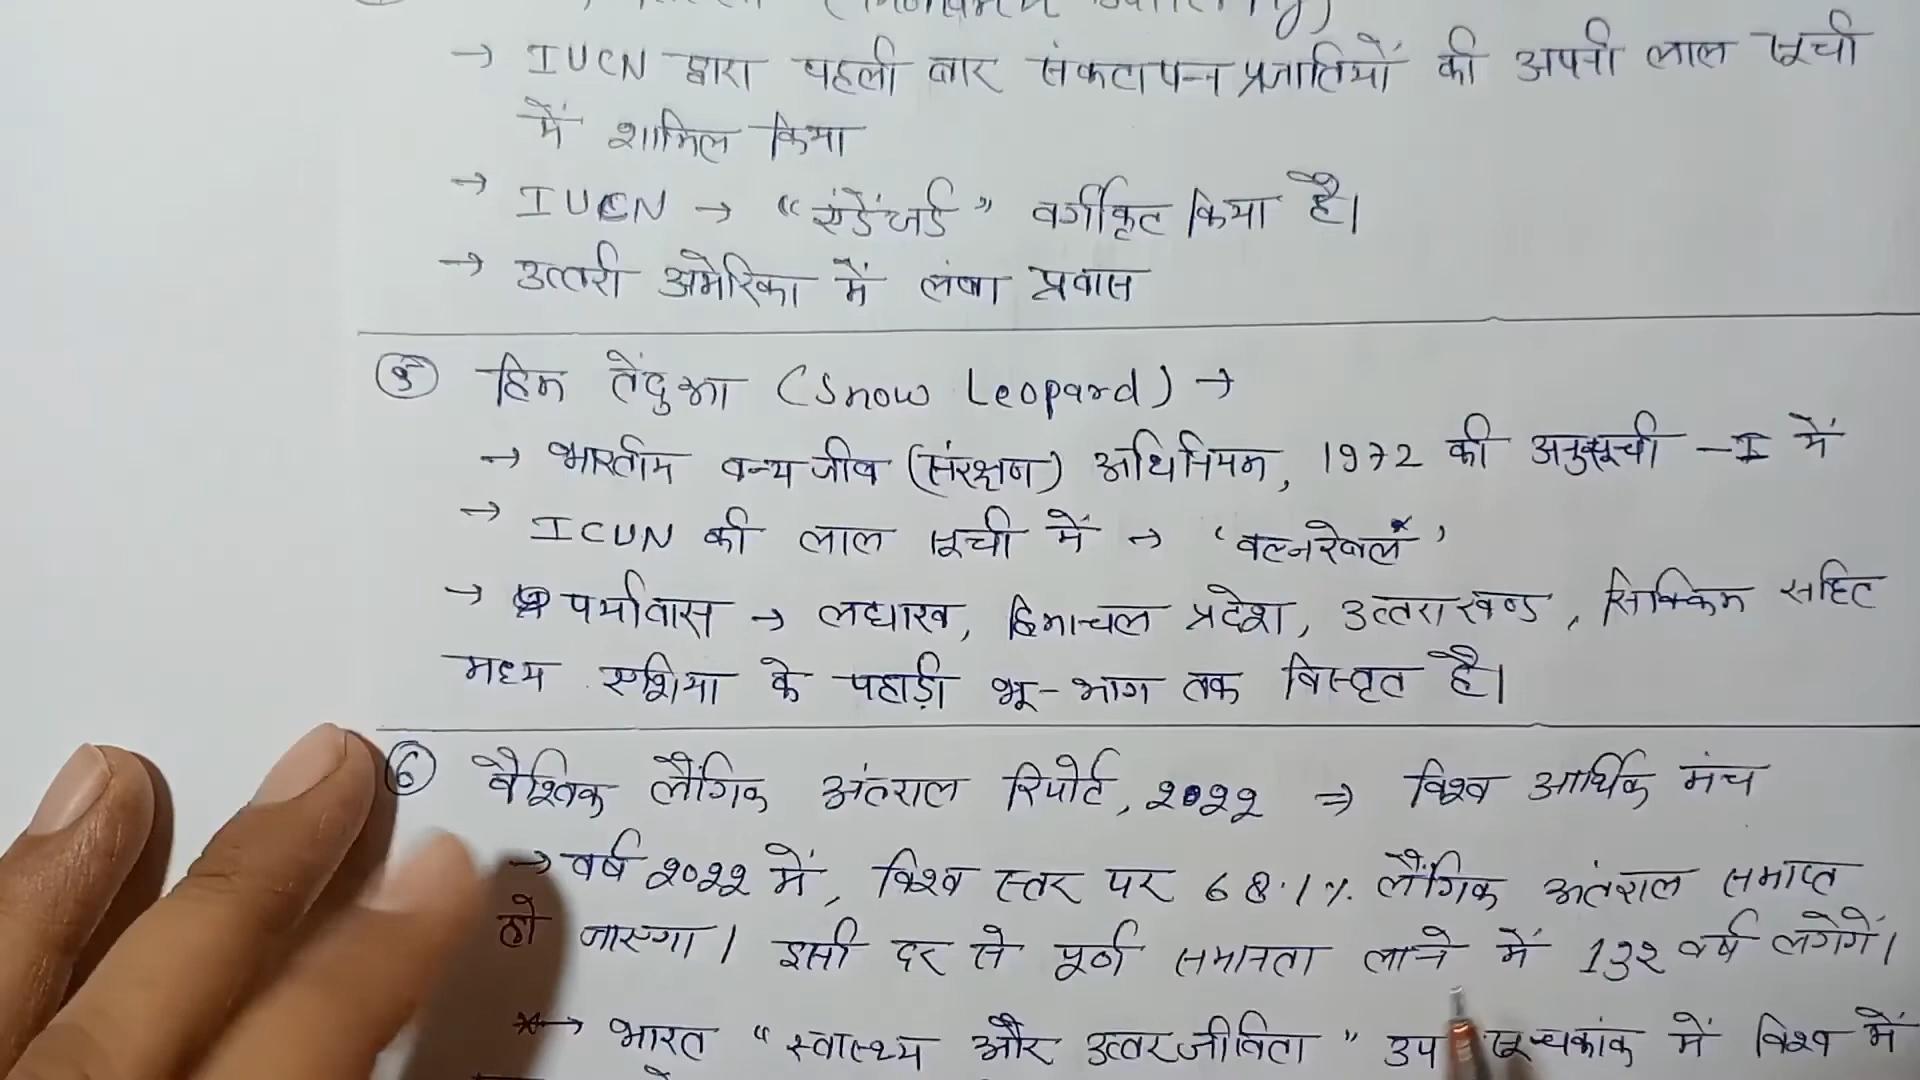 → IUCN द्वारा पहली बार संकटापन्न प्रजातियों की अपनी लाल सूची
में शामिल किया
→ IUCN → “एंडेंजर्ड” वर्गीकृत किया है।
→ उत्तरी अमेरिका में लंबा प्रवास
⑤ हिम तेंदुआ (Snow Leopard) →
→ भारतीय वन्यजीव (संरक्षण) अधिनियम, 1972 की अनुसूची -I में
→ ICUN की लाल सूची में → ‘वल्नरेबल’
→ पर्यावास → लद्दाख, हिमाचल प्रदेश, उत्तराखण्ड, सिक्किम सहित
मध्य एशिया के पहाड़ी भू-भाग तक विस्तृत है।
⑥ वैश्विक लैंगिक अंतराल रिपोर्ट, २०२२ ⇒ विश्व आर्थिक मंच
→ वर्ष २०२२ में, विश्व स्तर पर 68.1% लैंगिक अंतराल समाप्त
हो जाएगा। इसी दर से पूर्ण समानता लाने में 132 वर्ष लगेगें।
→ भारत “स्वास्थ्य और उत्तरजीविता” उप सूचकांक में विश्व में